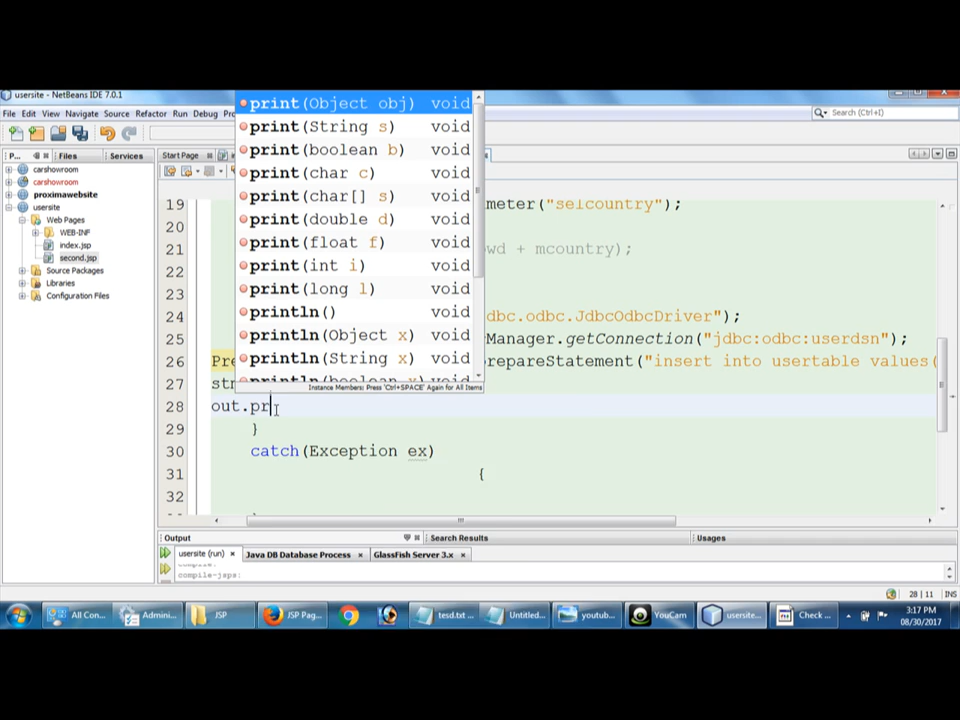 usersite - NetBeans IDE 7.0.1
File Edit View Navigate Source Refactor Run Debug
Search (Ctrl+I)
P... Files Services
Start Page
carshowroom
carshowroom
proximawebsite
usersite
Web Pages
WEB-INF
index.jsp
second.jsp
Source Packages
Libraries
Configuration Files
print(Object obj) void
print(String s) void
print(boolean b) void
print(char c) void
print(char[] s) void
print(double d) void
print(float f) void
print(int i) void
print(long l) void
println() void
println(Object x) void
println(String x) void
println(boolean x) void
Instance Members; Press 'Ctrl+SPACE' Again for All Items
19 meter("selcountry");
20
21 owd + mcountry);
22
23
24 dbc.odbc.JdbcOdbcDriver");
25 Manager.getConnection("jdbc:odbc:userdsn");
26 Pre repareStatement("insert into usertable values(
27 stm
28 out.pr
29 }
30 catch(Exception ex)
31 {
32
Output Search Results Usages
usersite (run) Java DB Database Process GlassFish Server 3.x
compile:
compile-jsps:
28 | 11 INS
All Con... Admini... JSP JSP Pag... tesd.txt ... Untitled... youtub... YouCam usersite... Check ...
3:17 PM
08/30/2017